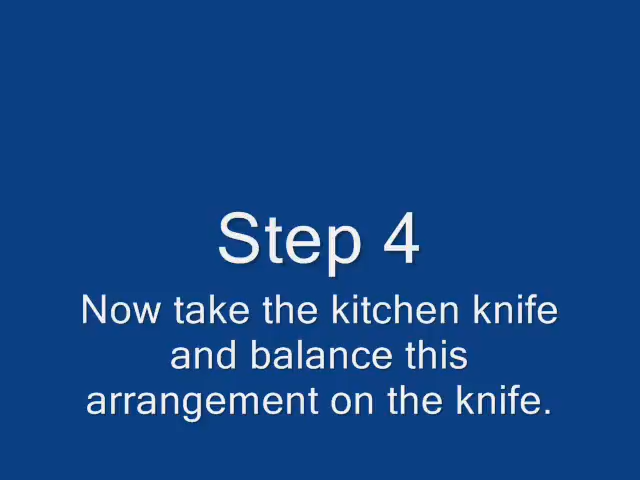 Step 4
Now take the kitchen knife
and balance this
arrangement on the knife.